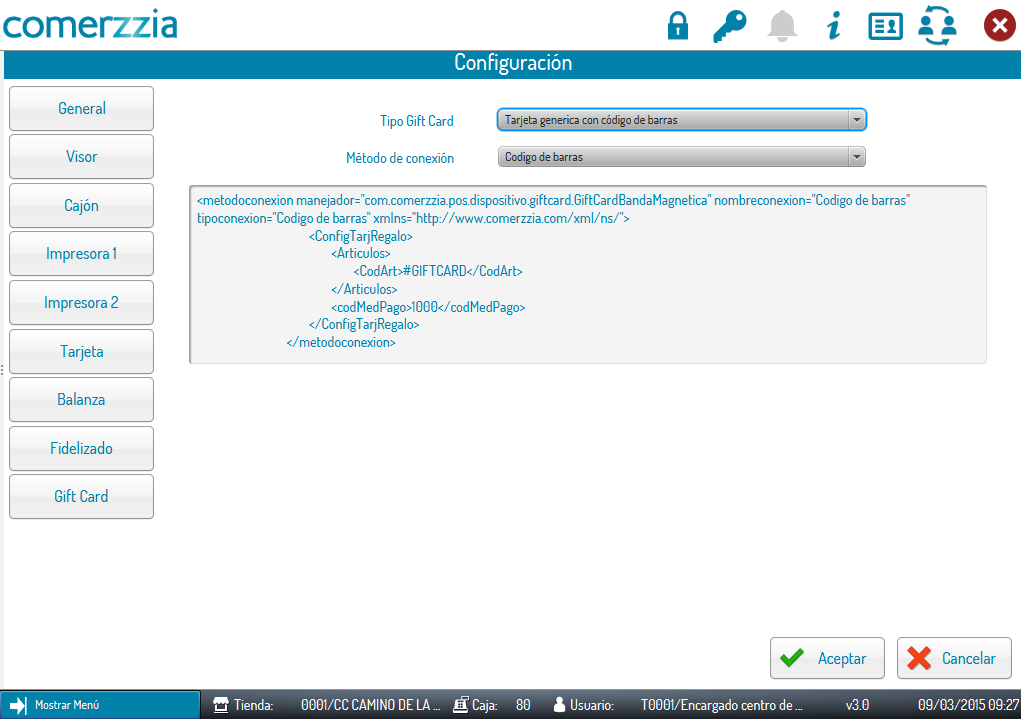 comerzzia
Configuración
General
Visor
Cajón
Impresora 1
Impresora 2
Tarjeta
Balanza
Fidelizado
Gift Card
Tipo Gift Card
Tarjeta generica con código de barras
Método de conexión
Codigo de barras
<metodoconexion manejador="com.comerzzia.pos.dispositivo.giftcard.GiftCardBandaMagnetica" nombreconexion="Codigo de barras"
tipoconexion="Codigo de barras" xmlns="http://www.comerzzia.com/xml/ns/">
<ConfigTarjRegalo>
<Articulos>
<CodArt>#GIFTCARD</CodArt>
</Articulos>
<codMedPago>1000</codMedPago>
</ConfigTarjRegalo>
</metodoconexion>
Aceptar
Cancelar
Mostrar Menú
Tienda: 0001/CC CAMINO DE LA ... Caja: 80 Usuario: T0001/Encargado centro de ... v3.0 09/03/2015 09:27